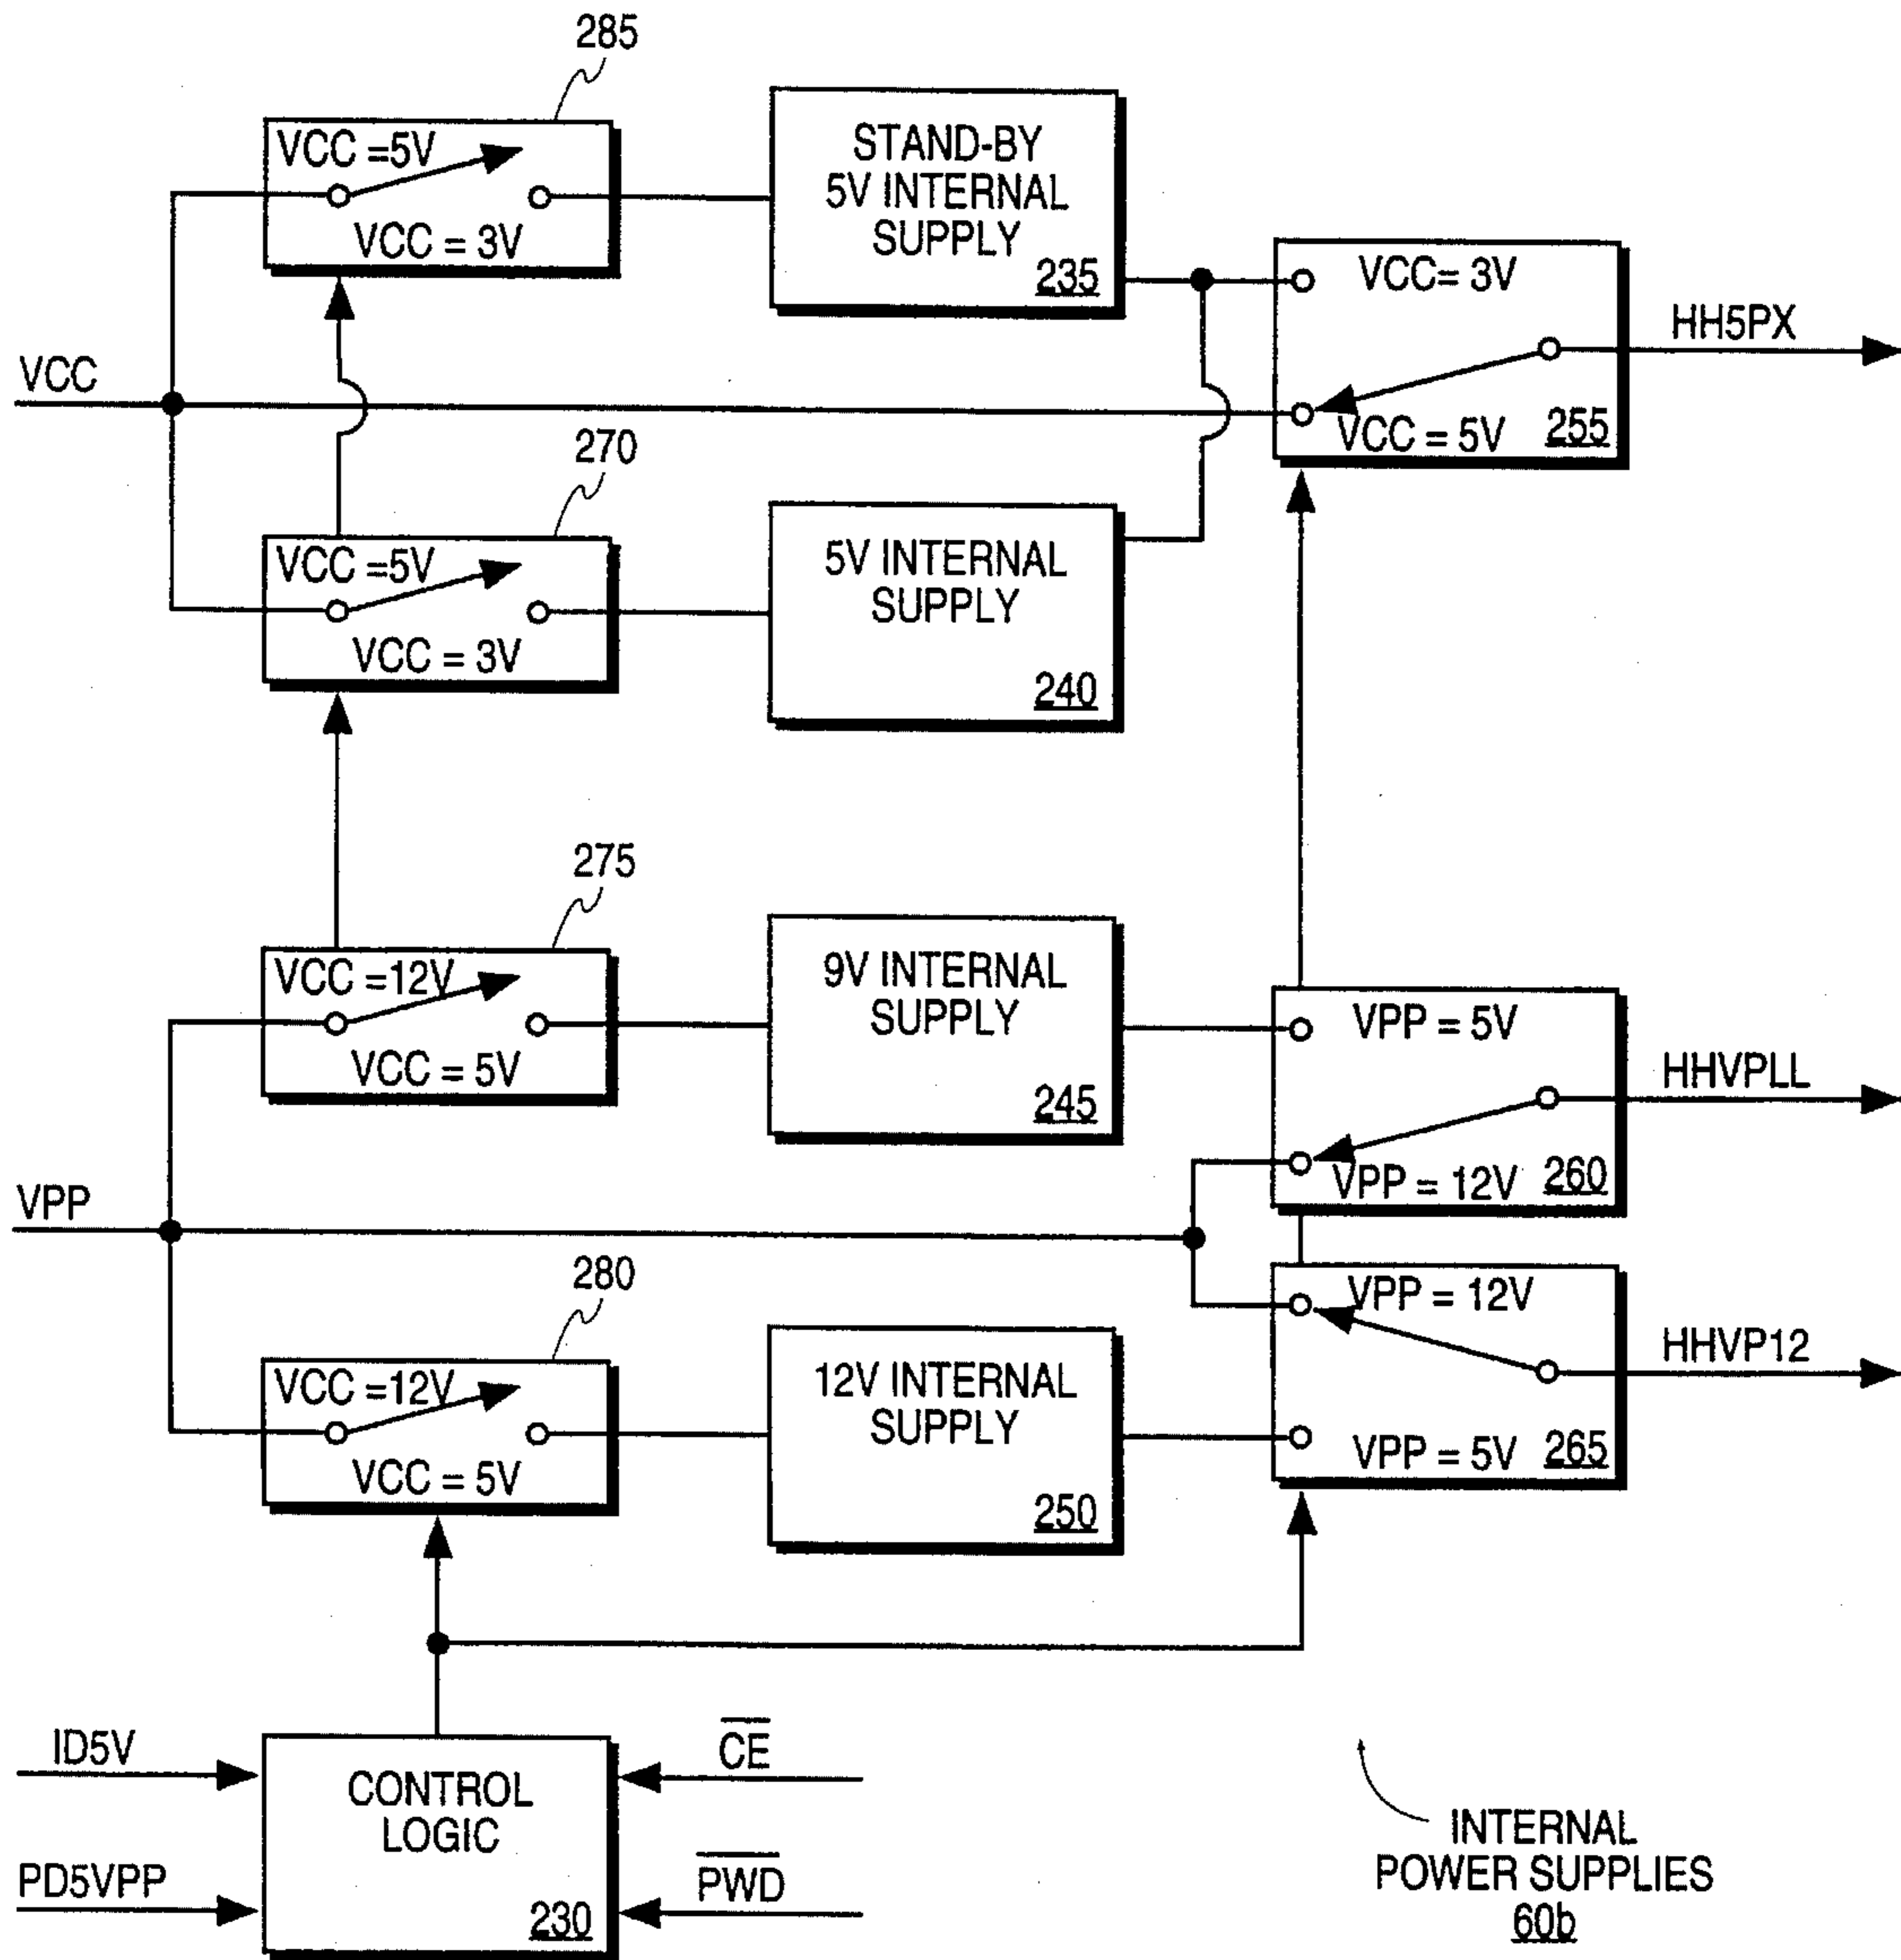 285
VCC =5V
VCC = 3V
STAND-BY
5V INTERNAL
SUPPLY
235
VCC= 3V
VCC = 5V
255
HH5PX
VCC
270
VCC =5V
VCC = 3V
5V INTERNAL
SUPPLY
240
275
VCC =12V
VCC = 5V
9V INTERNAL
SUPPLY
245
VPP = 5V
VPP = 12V
260
HHVPLL
VPP
280
VCC =12V
VCC = 5V
12V INTERNAL
SUPPLY
250
VPP = 12V
VPP = 5V
265
HHVP12
ID5V
PD5VPP
CONTROL
LOGIC
230
CE
PWD
INTERNAL
POWER SUPPLIES
60b